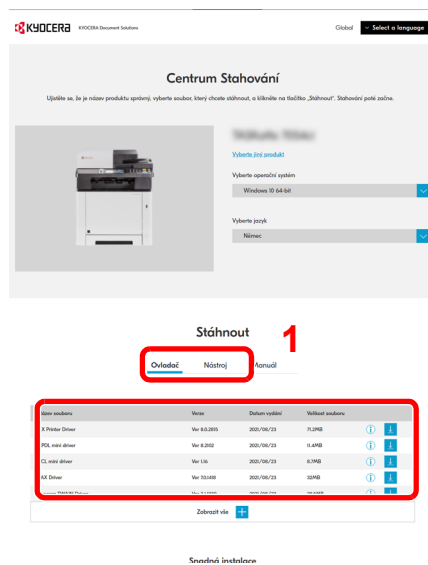 KYOCERA KYOCERA Document Solutions Global Select a language
Centrum Stahování
Ujistěte se, že je název produktu správný, vyberte soubor, který chcete stáhnout, a klikněte na tlačítko „Stáhnout". Stahování poté začne.
Vyberte jiný produkt
Vyberte operační systém
Windows 10 64-bit
Vyberte jazyk
Němec
Stáhnout
1
Ovladač Nástroj Manuál
Název souboru Verze Datum vydání Velikost souboru
X Printer Driver Ver 8.0.2015 2021/08/23 71.2MB
PDL mini driver Ver 8.2102 2021/08/23 11.4MB
CL mini driver Ver 1.16 2021/08/23 8.7MB
AX Driver Ver 7.0.1418 2021/08/23 32MB
Zobrazit vše
Snadná instalace